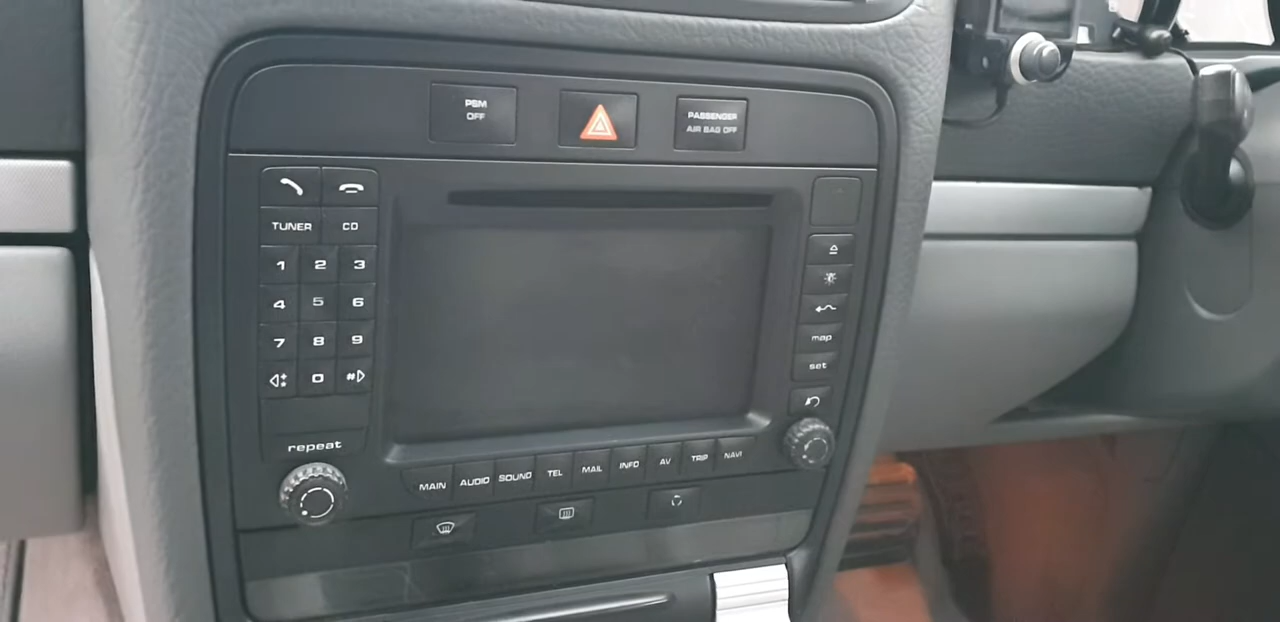 PSM
OFF
PASSENGER
AIR BAG OFF
TUNER CD
1 2 3
4 5 6
7 8 9
0 #
map
set
repeat
MAIN AUDIO SOUND TEL MAIL INFO AV TRIP NAVI